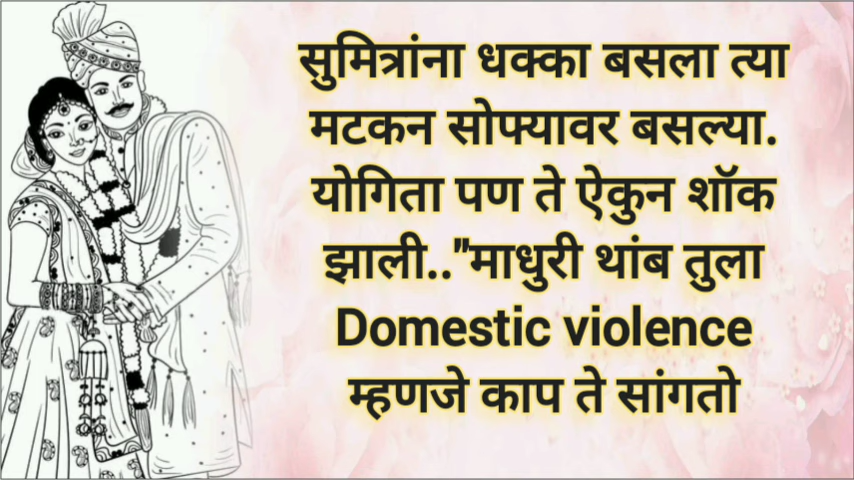 सुमित्रांना धक्का बसला त्या
मटकन सोफ्यावर बसल्या.
योगिता पण ते ऐकुन शॉक
झाली.."माधुरी थांब तुला
Domestic violence
म्हणजे काप ते सांगतो